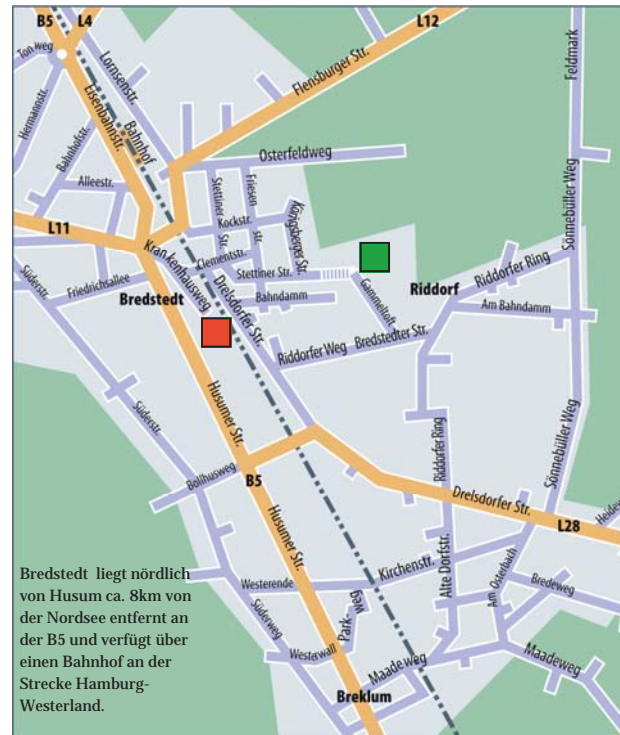 B5
L4
L12
Tonweg
Lornsenstr.
Flensburger Str.
Feldmark
Hermannstr.
Eisenbahnstr.
Bahnhof
Bahnhofstr.
Osterfeldweg
Alleestr.
Stettiner Str.
Friesen str.
Königsberger Str.
Kockstr.
Sönnebüller Weg
L11
Krankenhausweg
Clementstr.
Stettiner Str.
Süderstr.
Friedrichsallee
Bredstedt
Drelsdorfer Str.
Bahndamm
Gammeltoft
Riddorf
Riddorfer Ring
Am Bahndamm
Riddorfer Weg
Bredstedter Str.
Husumer Str.
Süderstr.
Riddorfer Ring
Sönnebüller Weg
Bollhusweg
B5
Drelsdorfer Str.
L28
Heidew
Husumer Str.
Kirchenstr.
Alte Dorfstr.
Am Osterbach
Bredeweg
Westerende
Süderweg
Park Weg
Westerwall
Maadeweg
Maadeweg
Breklum
Bredstedt liegt nördlich
von Husum ca. 8km von
der Nordsee entfernt an
der B5 und verfügt über
einen Bahnhof an der
Strecke Hamburg-
Westerland.